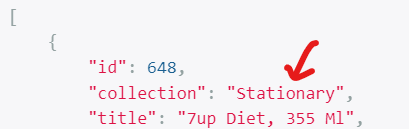 [
{
"id": 648,
"collection": "Stationary",
"title": "7up Diet, 355 Ml",